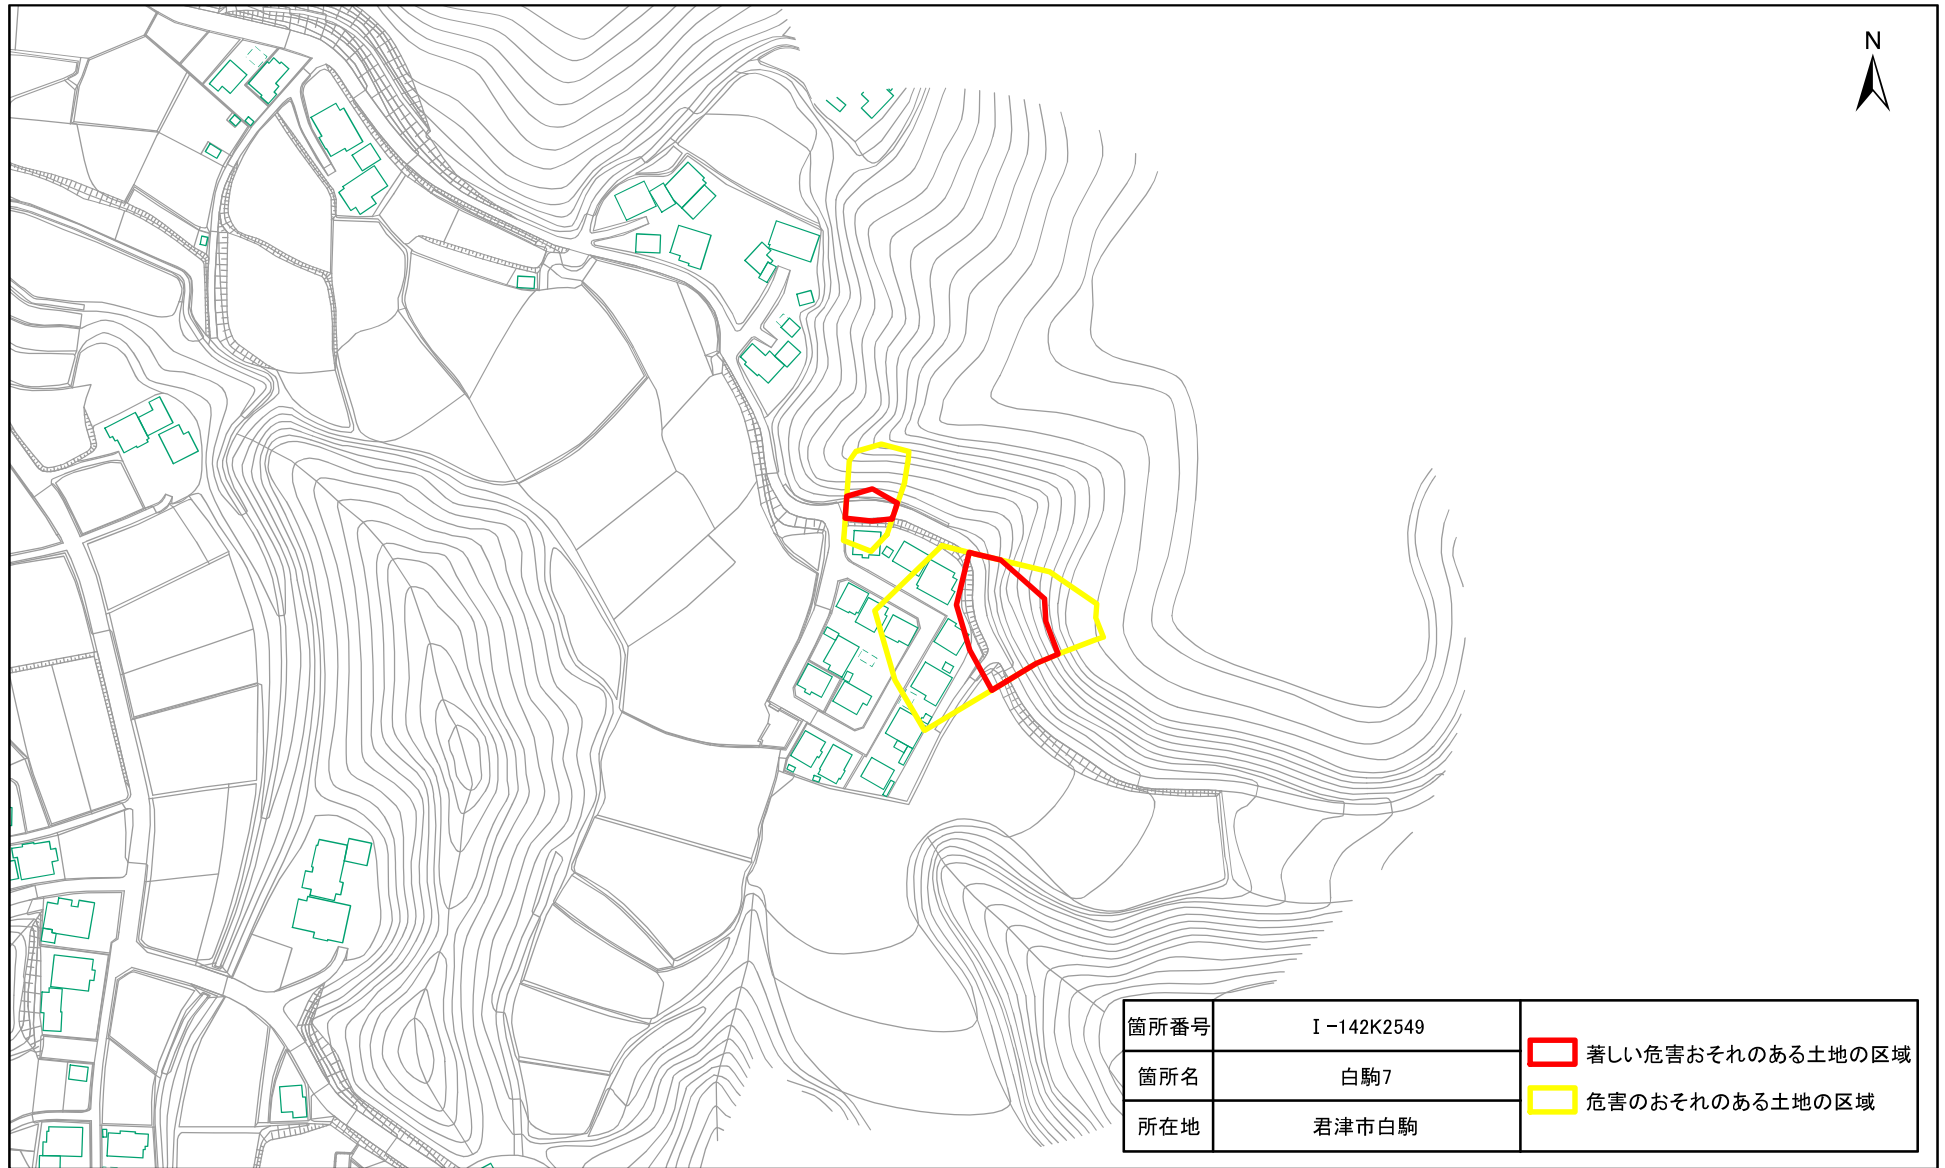 N
箇所番号 Ⅰ-142K2549
箇所名 白駒7
所在地 君津市白駒
著しい危害おそれのある土地の区域
危害のおそれのある土地の区域